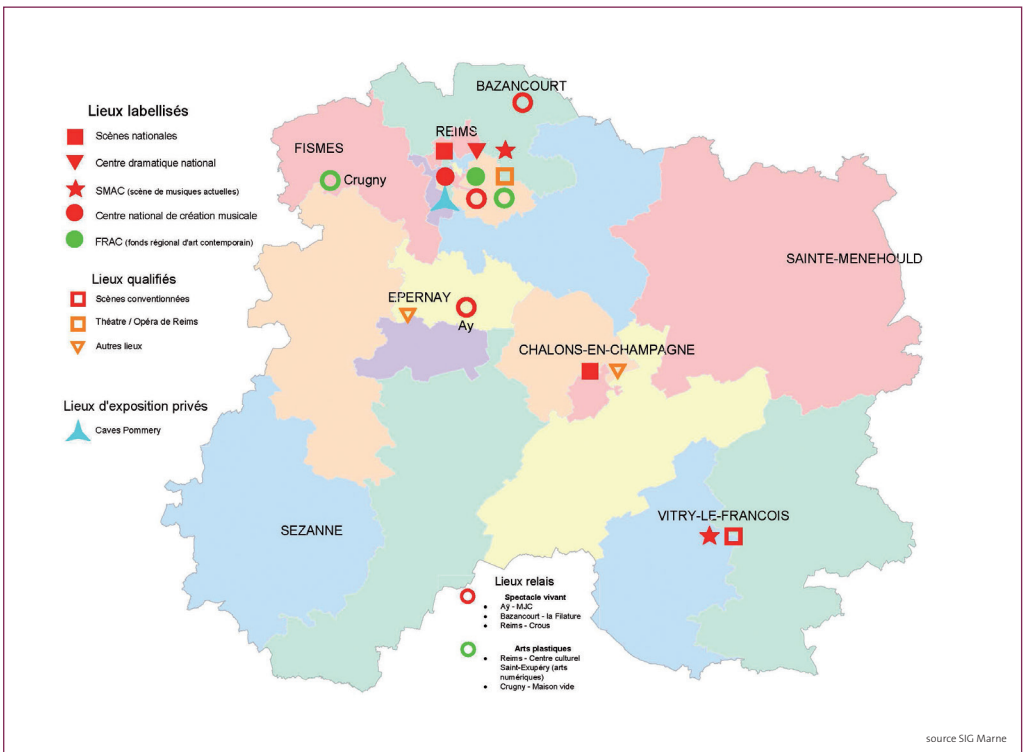 BAZANCOURT
Lieux labellisés
Scènes nationales
REIMS
FISMES
Centre dramatique national
Crugny
SMAC (scène de musiques actuelles)
Centre national de création musicale
FRAC (fonds régional d'art contemporain)
SAINTE-MENEHOULD
Lieux qualifiés
Scènes conventionnées
EPERNAY
Théatre / Opéra de Reims
Ay
Autres lieux
CHALONS-EN-CHAMPAGNE
Lieux d'exposition privés
Caves Pommery
VITRY-LE-FRANCOIS
SEZANNE
Lieux relais
Spectacle vivant
• Aÿ - MJC
• Bazancourt - la Filature
• Reims - Crous
Arts plastiques
• Reims - Centre culturel
Saint-Exupéry (arts
numériques)
• Crugny - Maison vide
source SIG Marne